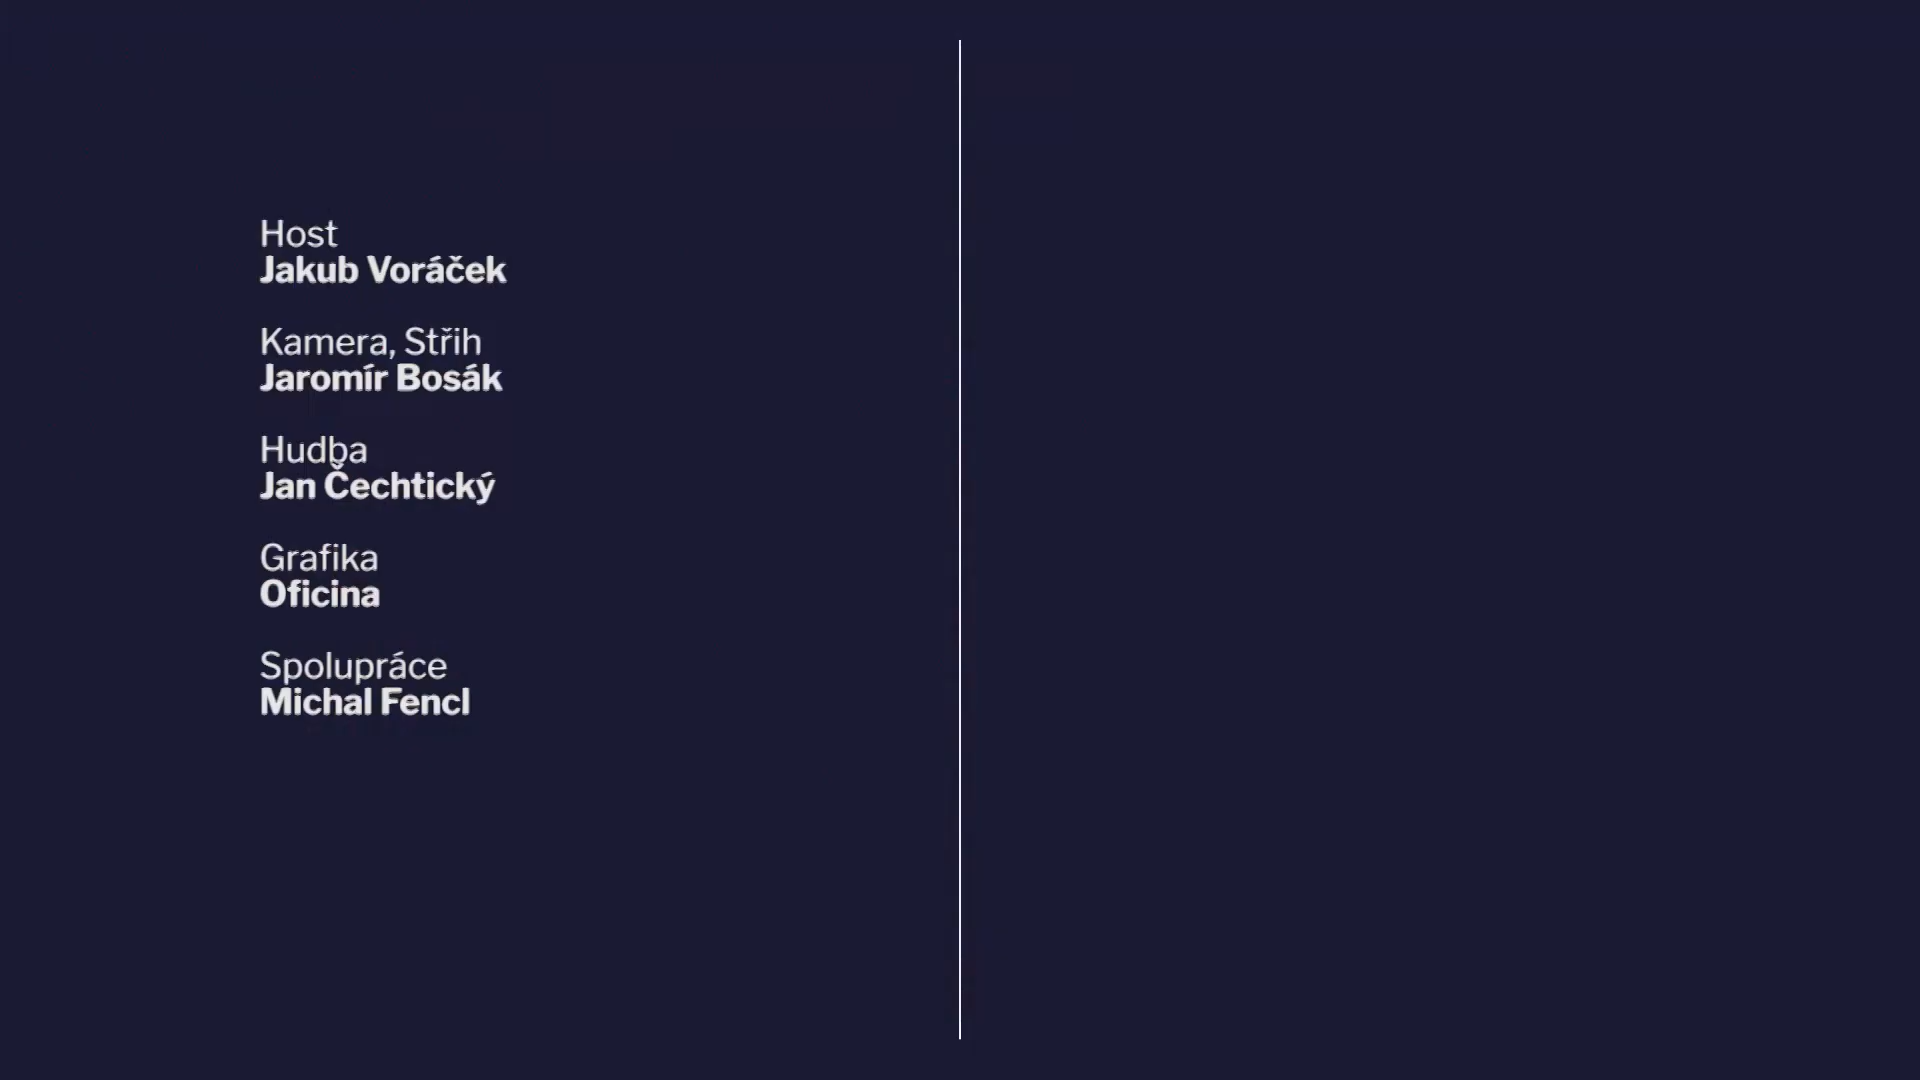 Host
Jakub Voráček
Kamera, Střih
Jaromír Bosák
Hudba
Jan Čechtický
Grafika
Oficina
Spolupráce
Michal Fencl